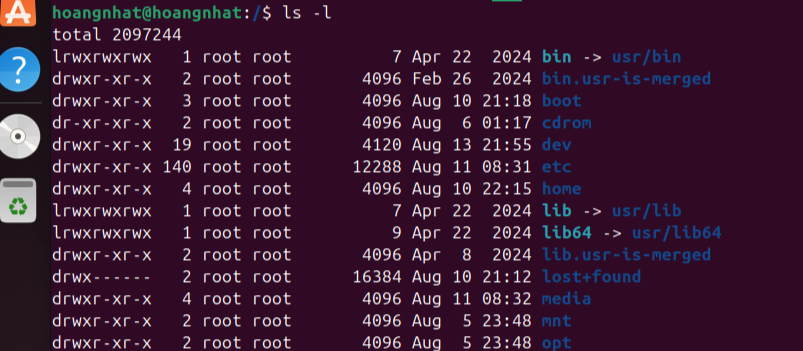 hoangnhat@hoangnhat:/$ ls -l
total 2097244
lrwxrwxrwx   1 root root          7 Apr 22  2024 bin -> usr/bin
drwxr-xr-x   2 root root       4096 Feb 26  2024 bin.usr-is-merged
drwxr-xr-x   3 root root       4096 Aug 10 21:18 boot
dr-xr-xr-x   2 root root       4096 Aug  6 01:17 cdrom
drwxr-xr-x  19 root root       4120 Aug 13 21:55 dev
drwxr-xr-x 140 root root      12288 Aug 11 08:31 etc
drwxr-xr-x   4 root root       4096 Aug 10 22:15 home
lrwxrwxrwx   1 root root          7 Apr 22  2024 lib -> usr/lib
lrwxrwxrwx   1 root root          9 Apr 22  2024 lib64 -> usr/lib64
drwxr-xr-x   2 root root       4096 Apr  8  2024 lib.usr-is-merged
drwx------   2 root root      16384 Aug 10 21:12 lost+found
drwxr-xr-x   4 root root       4096 Aug 11 08:32 media
drwxr-xr-x   2 root root       4096 Aug  5 23:48 mnt
drwxr-xr-x   2 root root       4096 Aug  5 23:48 opt